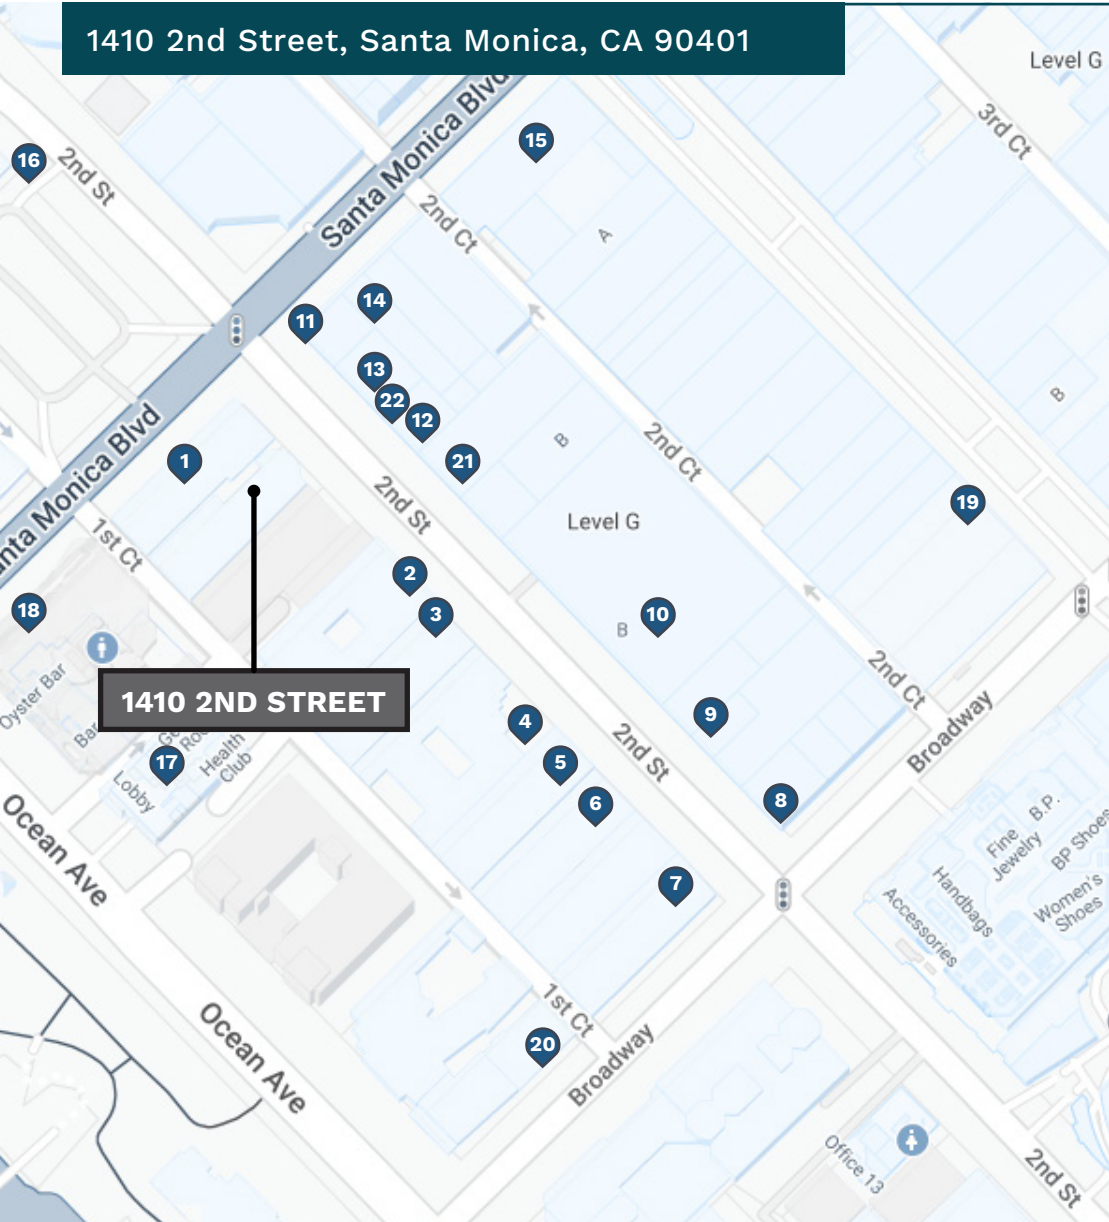 1410 2nd Street, Santa Monica, CA 90401
Level G
3rd Ct
Santa Monica Blvd
15
16
2nd St
2nd Ct
A
14
11
13
22
12
B
B
21
2nd Ct
Santa Monica Blvd
1
2nd St
19
Level G
1st Ct
2
3
18
10
B
Oyster Bar
1410 2ND STREET
2nd Ct
9
4
Broadway
2nd St
Bar
Health
Club
17
5
Lobby
6
8
Ocean Ave
B.P.
Fine
Jewelry
BP Shoes
Handbags
Women's
Shoes
Accessories
7
1st Ct
Ocean Ave
20
Broadway
Office 13
2nd St